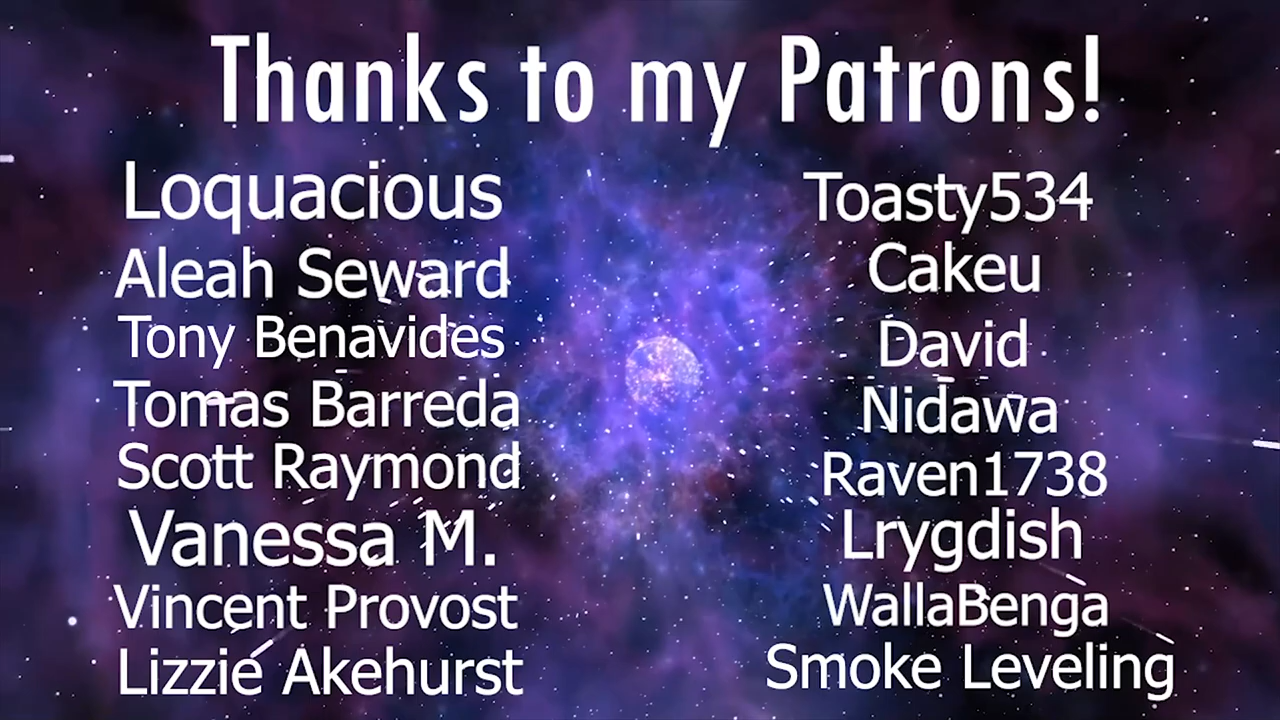 Thanks to my Patrons!
Loquacious
Aleah Seward
Tony Benavides
Tomas Barreda
Scott Raymond
Vanessa M.
Vincent Provost
Lizzie Akehurst
Toasty534
Cakeu
David
Nidawa
Raven1738
Lrygdish
WallaBenga
Smoke Leveling